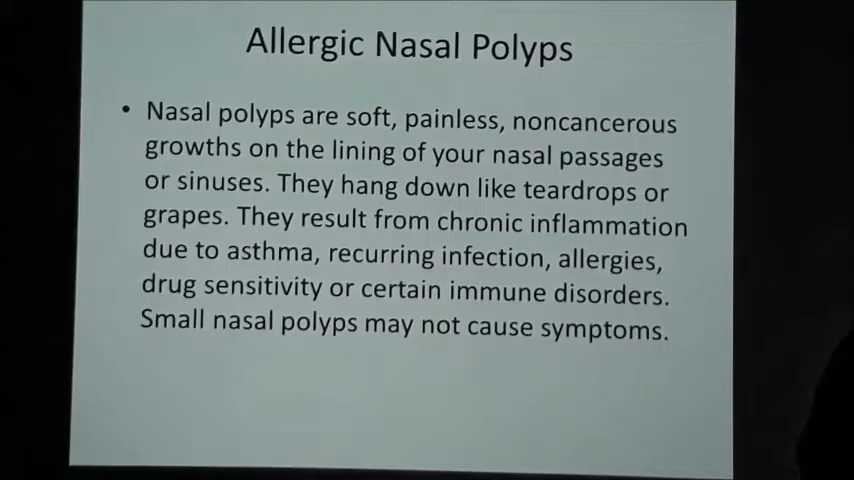 Allergic Nasal Polyps
• Nasal polyps are soft, painless, noncancerous
growths on the lining of your nasal passages
or sinuses. They hang down like teardrops or
grapes. They result from chronic inflammation
due to asthma, recurring infection, allergies,
drug sensitivity or certain immune disorders.
Small nasal polyps may not cause symptoms.